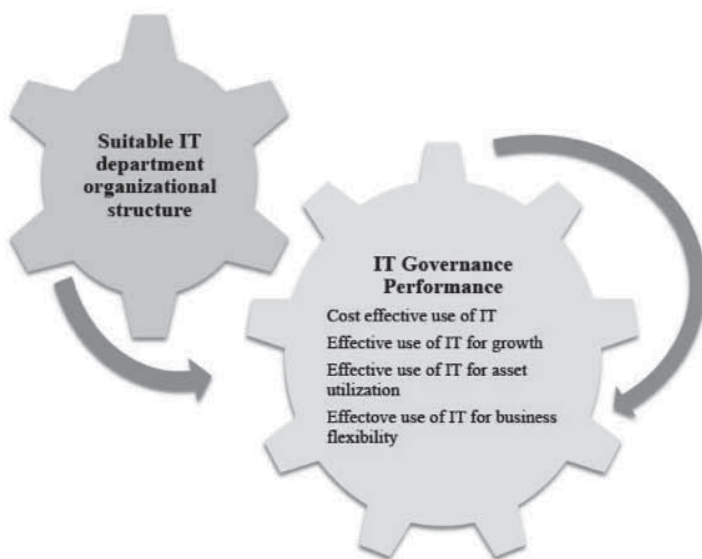 Suitable IT
department
organizational
structure
IT Governance
Performance
Cost effective use of IT
Effective use of IT for growth
Effective use of IT for asset
utilization
Effectove use of IT for business
flexibility